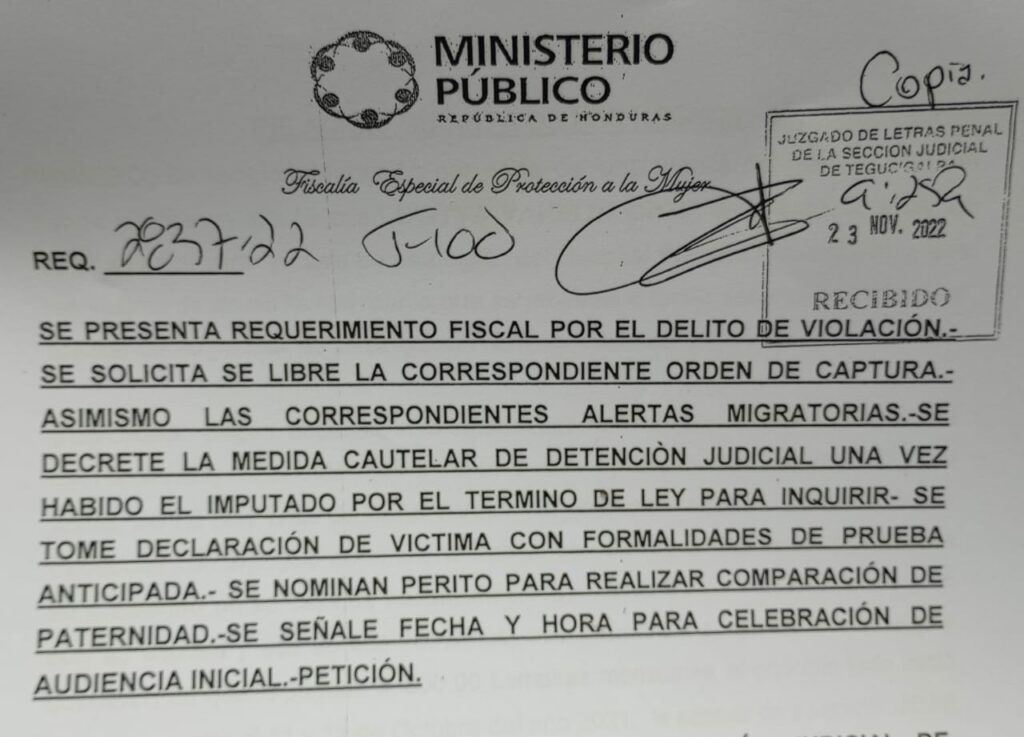 MINISTERIO
PÚBLICO
REPÚBLICA DE HONDURAS
Copia.
JUZGADO DE LETRAS PENAL
DE LA SECCION JUDICIAL
DE TEGUCIGALPA
23 NOV. 2022
RECIBIDO
Fiscalía Especial de Protección a la Mujer
REQ. 2837-22 J-100
SE PRESENTA REQUERIMIENTO FISCAL POR EL DELITO DE VIOLACIÓN.-
SE SOLICITA SE LIBRE LA CORRESPONDIENTE ORDEN DE CAPTURA.-
ASIMISMO LAS CORRESPONDIENTES ALERTAS MIGRATORIAS.-SE
DECRETE LA MEDIDA CAUTELAR DE DETENCIÒN JUDICIAL UNA VEZ
HABIDO EL IMPUTADO POR EL TERMINO DE LEY PARA INQUIRIR- SE
TOME DECLARACIÓN DE VICTIMA CON FORMALIDADES DE PRUEBA
ANTICIPADA.- SE NOMINAN PERITO PARA REALIZAR COMPARACIÓN DE
PATERNIDAD.-SE SEÑALE FECHA Y HORA PARA CELEBRACIÓN DE
AUDIENCIA INICIAL.-PETICIÓN.